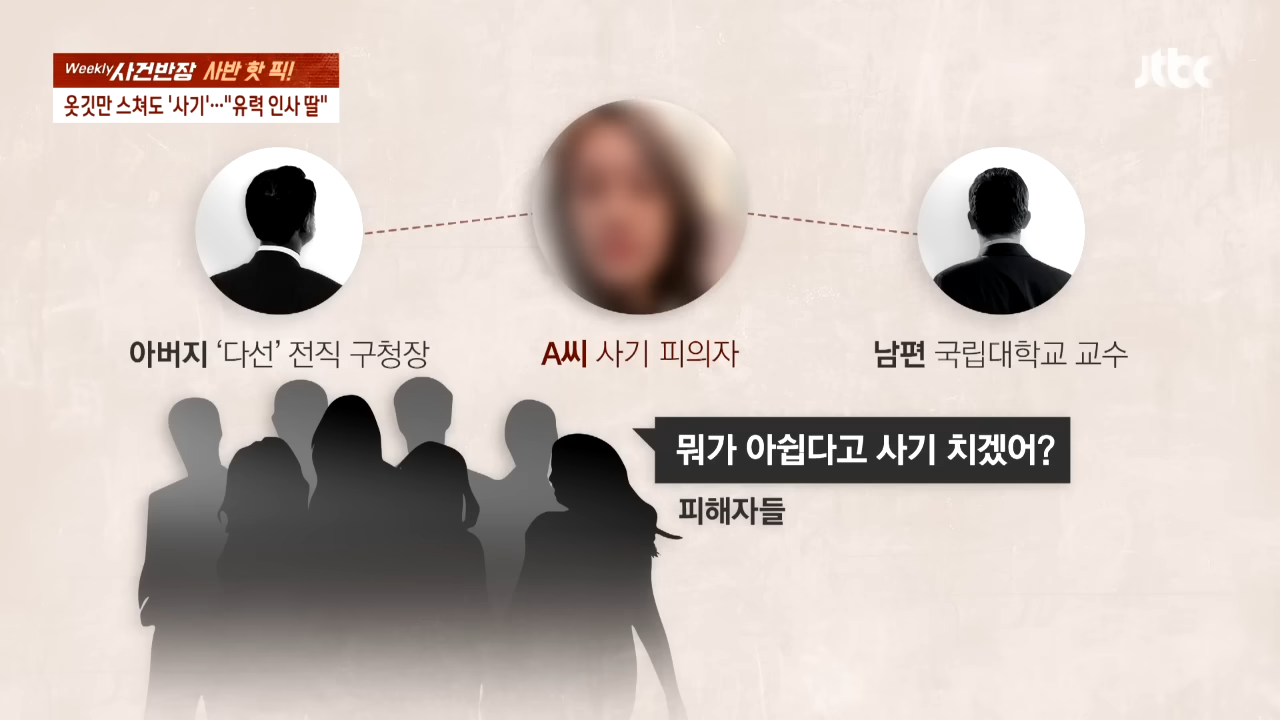 Weekly 사건반장 사반 핫 픽!
jtbc
옷깃만 스쳐도 '사기'…"유력 인사 딸"
아버지 '다선' 전직 구청장
A씨 사기 피의자
남편 국립대학교 교수
뭐가 아쉽다고 사기 치겠어?
피해자들